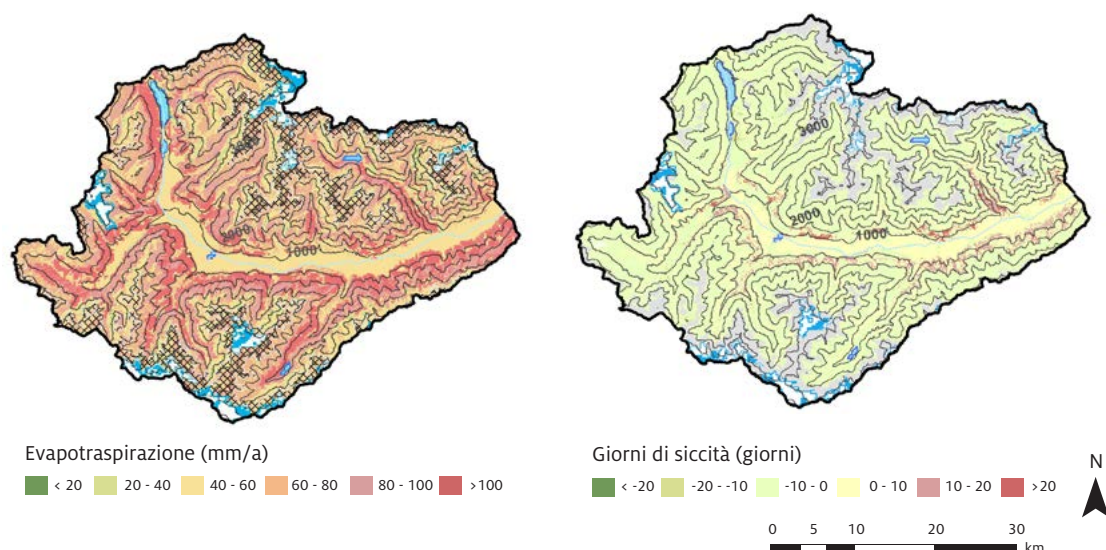 3000
2000
1000
3000
2000
1000
Evapotraspirazione (mm/a)
< 20 20 - 40 40 - 60 60 - 80 80 - 100 >100
Giorni di siccità (giorni)
< -20 -20 - -10 -10 - 0 0 - 10 10 - 20 >20
N
0 5 10 20 30
km